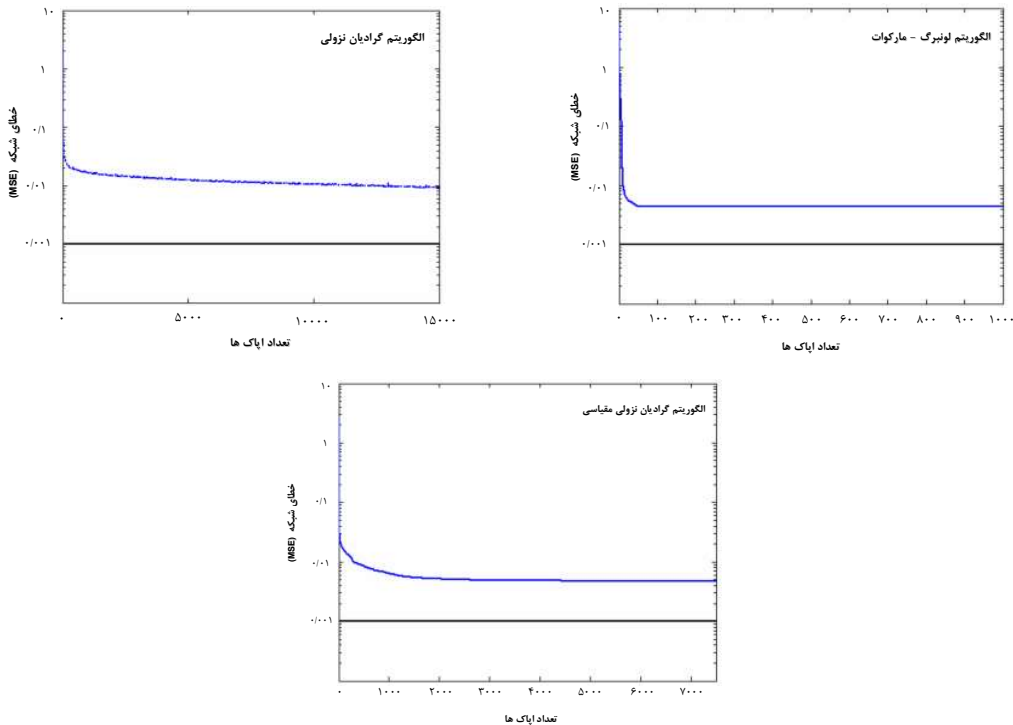 الگوریتم گرادیان نزولی
۱۰
۱
۰/۱
۰/۰۱
۰/۰۰۱
خطای شبکه (MSE)
۰ ۵۰۰۰ ۱۰۰۰۰ ۱۵۰۰۰
تعداد اپاک ها
الگوریتم لونبرگ - مارکوات
۱۰
۱
۰/۱
۰/۰۱
۰/۰۰۱
خطای شبکه (MSE)
۰ ۱۰۰ ۲۰۰ ۳۰۰ ۴۰۰ ۵۰۰ ۶۰۰ ۷۰۰ ۸۰۰ ۹۰۰ ۱۰۰۰
تعداد اپاک ها
الگوریتم گرادیان نزولی مقیاسی
۱۰
۱
۰/۱
۰/۰۱
۰/۰۰۱
خطای شبکه (MSE)
۰ ۱۰۰۰ ۲۰۰۰ ۳۰۰۰ ۴۰۰۰ ۵۰۰۰ ۶۰۰۰ ۷۰۰۰
تعداد اپاک ها